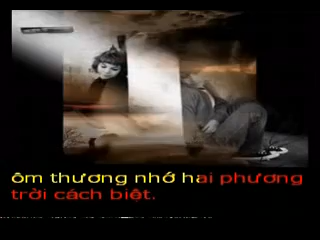 ôm thương nhớ hai phương
trời cách biệt.